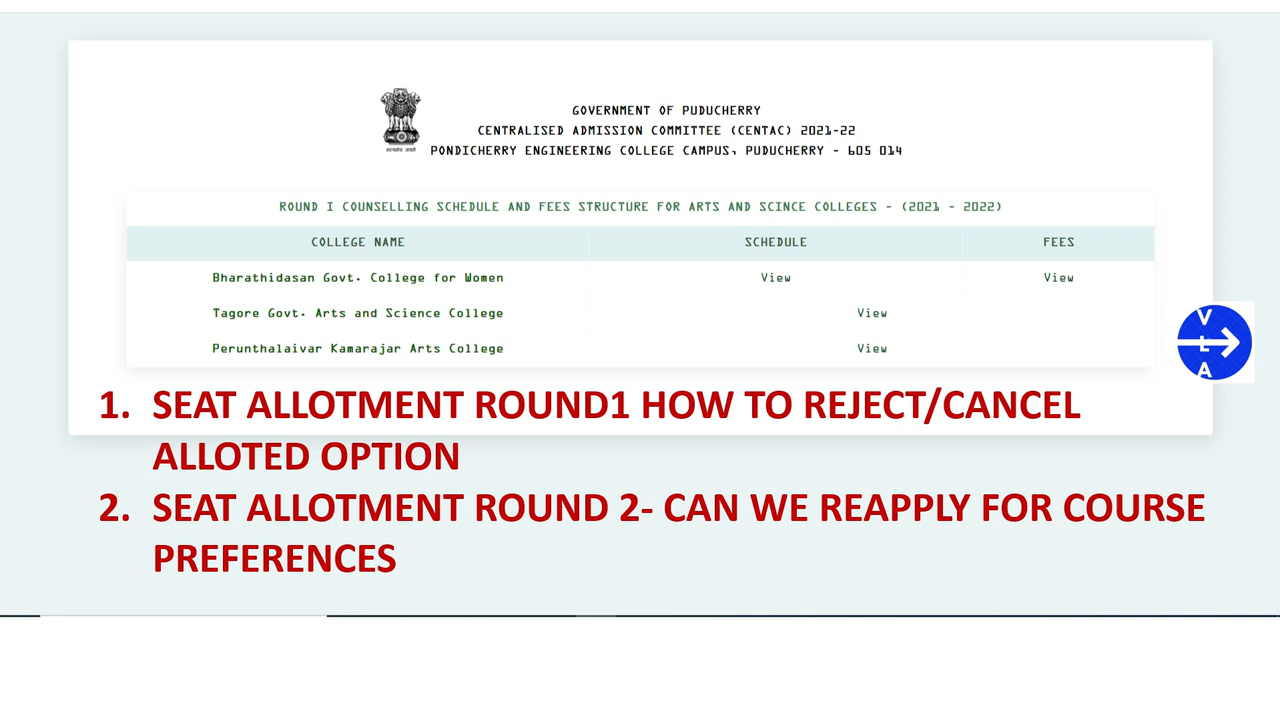 GOVERNMENT OF PUDUCHERRY
CENTRALISED ADMISSION COMMITTEE (CENTAC) 2021-22
PONDICHERRY ENGINEERING COLLEGE CAMPUS, PUDUCHERRY - 605 014
सत्यमेव जयते
ROUND I COUNSELLING SCHEDULE AND FEES STRUCTURE FOR ARTS AND SCINCE COLLEGES - (2021 - 2022)
COLLEGE NAME SCHEDULE FEES
Bharathidasan Govt. College for Women View View
Tagore Govt. Arts and Science College View
Perunthalaivar Kamarajar Arts College View
V
L
A
1. SEAT ALLOTMENT ROUND1 HOW TO REJECT/CANCEL
ALLOTED OPTION
2. SEAT ALLOTMENT ROUND 2- CAN WE REAPPLY FOR COURSE
PREFERENCES